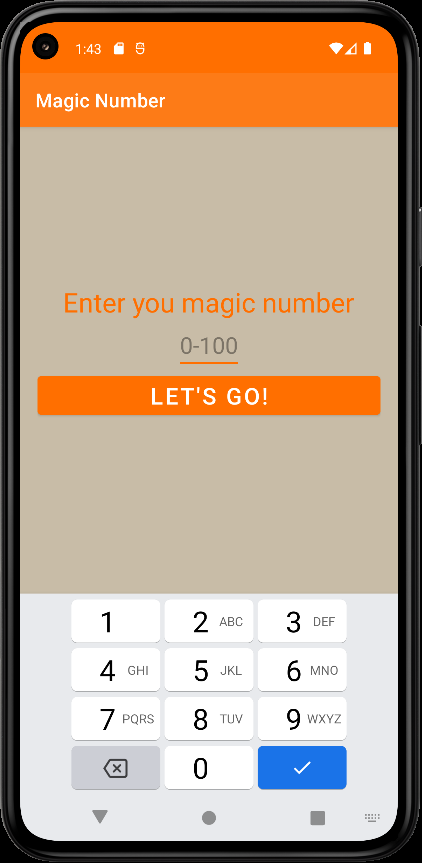 1:43
Magic Number
Enter you magic number
0-100
LET'S GO!
1 2 ABC 3 DEF
4 GHI 5 JKL 6 MNO
7 PQRS 8 TUV 9 WXYZ
0